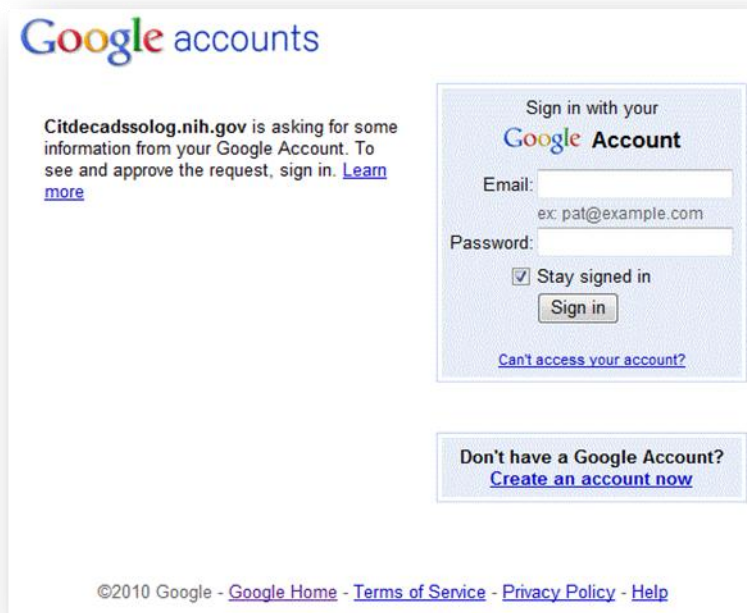 Google accounts
Citdecadssolog.nih.gov is asking for some
information from your Google Account. To
see and approve the request, sign in. Learn
more
Sign in with your
Google Account
Email:
ex: pat@example.com
Password:
Stay signed in
Sign in
Can't access your account?
Don't have a Google Account?
Create an account now
©2010 Google - Google Home - Terms of Service - Privacy Policy - Help